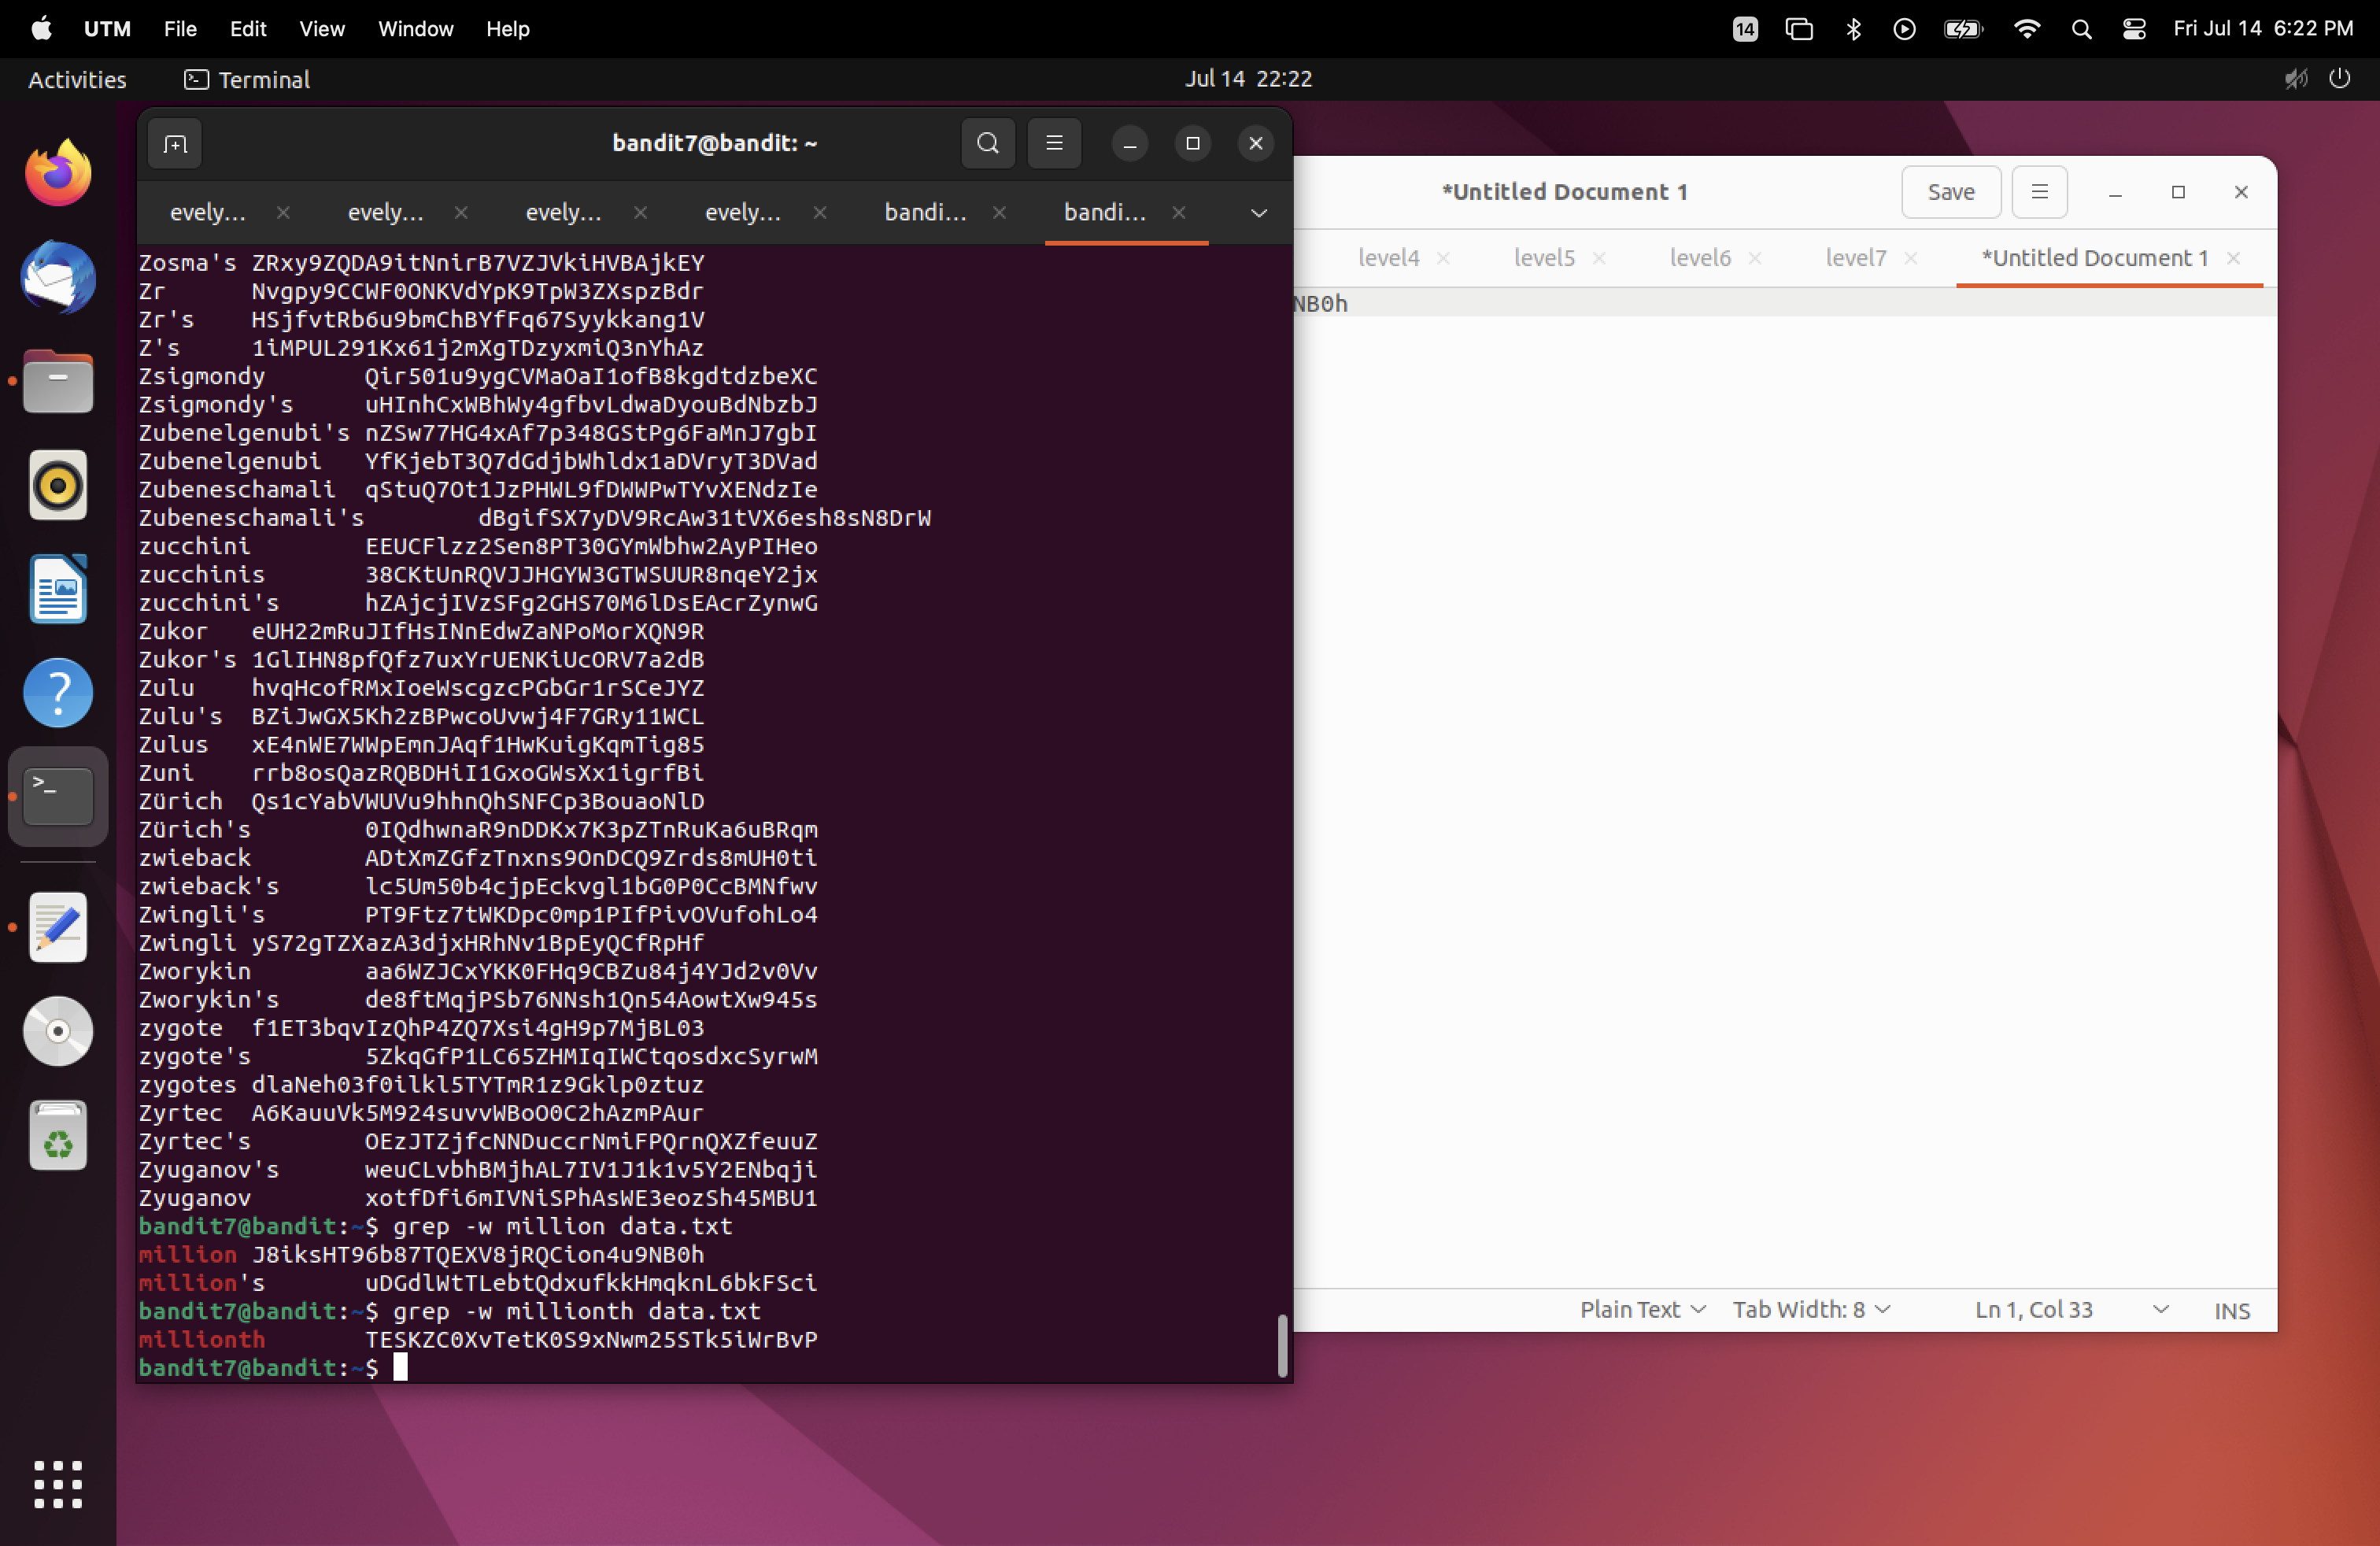 UTM File Edit View Window Help 14 Fri Jul 14 6:22 PM
Activities Terminal Jul 14 22:22
bandit7@bandit: ~
evely... evely... evely... evely... bandi... bandi...
*Untitled Document 1 Save
level4 level5 level6 level7 *Untitled Document 1
NB0h
Zosma's ZRxy9ZQDA9itNnirB7VZJVkiHVBAjkEY
Zr Nvgpy9CCWF0ONKVdYpK9TpW3ZXspzBdr
Zr's HSjfvtRb6u9bmChBYfFq67Syykkang1V
Z's 1iMPUL291Kx61j2mXgTDzyxmiQ3nYhAz
Zsigmondy Qir501u9ygCVMaOaI1ofB8kgdtdzbeXC
Zsigmondy's uHInhCxWBhWy4gfbvLdwaDyouBdNbzbJ
Zubenelgenubi's nZSw77HG4xAf7p348GStPg6FaMnJ7gbI
Zubenelgenubi YfKjebT3Q7dGdjbWhldx1aDVryT3DVad
Zubeneschamali qStuQ7Ot1JzPHWL9fDWWPwTYvXENdzIe
Zubeneschamali's dBgifSX7yDV9RcAw31tVX6esh8sN8DrW
zucchini EEUCFlzz2Sen8PT30GYmWbhw2AyPIHeo
zucchinis 38CKtUnRQVJJHGYW3GTWSUUR8nqeY2jx
zucchini's hZAjcjIVzSFg2GHS70M6lDsEAcrZynwG
Zukor eUH22mRuJIfHsINnEdwZaNPoMorXQN9R
Zukor's 1GlIHN8pfQfz7uxYrUENKiUcORV7a2dB
Zulu hvqHcofRMxIoeWscgzcPGbGr1rSCeJYZ
Zulu's BZiJwGX5Kh2zBPwcoUvwj4F7GRy11WCL
Zulus xE4nWE7WWpEmnJAqf1HwKuigKqmTig85
Zuni rrb8osQazRQBDHiI1GxoGWsXx1igrfBi
Zürich Qs1cYabVWUVu9hhnQhSNFCp3BouaoNlD
Zürich's 0IQdhwnaR9nDDKx7K3pZTnRuKa6uBRqm
zwieback ADtXmZGfzTnxns9OnDCQ9Zrds8mUH0ti
zwieback's lc5Um50b4cjpEckvgl1bG0P0CcBMNfwv
Zwingli's PT9Ftz7tWKDpc0mp1PIfPivOVufohLo4
Zwingli yS72gTZXazA3djxHRhNv1BpEyQCfRpHf
Zworykin aa6WZJCxYKK0FHq9CBZu84j4YJd2v0Vv
Zworykin's de8ftMqjPSb76NNsh1Qn54AowtXw945s
zygote f1ET3bqvIzQhP4ZQ7Xsi4gH9p7MjBL03
zygote's 5ZkqGfP1LC65ZHMIqIWCtqosdxcSyrwM
zygotes dlaNeh03f0ilkl5TYTmR1z9Gklp0ztuz
Zyrtec A6KauuVk5M924suvvWBoO0C2hAzmPAur
Zyrtec's OEzJTZjfcNNDuccrNmiFPQrnQXZfeuuZ
Zyuganov's weuCLvbhBMjhAL7IV1J1k1v5Y2ENbqji
Zyuganov xotfDfi6mIVNiSPhAsWE3eozSh45MBU1
bandit7@bandit:~$ grep -w million data.txt
million J8iksHT96b87TQEXV8jRQCion4u9NB0h
million's uDGdlWtTLebtQdxufkkHmqknL6bkFSci
bandit7@bandit:~$ grep -w millionth data.txt
millionth TESKZC0XvTetK0S9xNwm25STk5iWrBvP
bandit7@bandit:~$
Plain Text Tab Width: 8 Ln 1, Col 33 INS